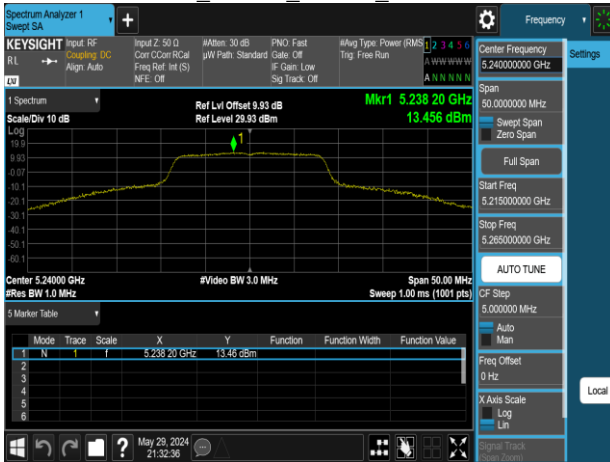 Spectrum Analyzer 1
Swept SA
Frequency
KEYSIGHT
RL
LXI
Input: RF
Coupling: DC
Align: Auto
Input Z: 50 Ω
Corr CCorr RCal
Freq Ref: Int (S)
NFE: Off
#Atten: 30 dB
µW Path: Standard
PNO: Fast
Gate: Off
IF Gain: Low
Sig Track: Off
#Avg Type: Power (RMS
Trig: Free Run
1 2 3 4 5 6
A W W W W W
A N N N N N
1 Spectrum
Scale/Div 10 dB
Ref Lvl Offset 9.93 dB
Ref Level 29.93 dBm
Mkr1 5.238 20 GHz
13.456 dBm
Log
19.9
9.93
-0.07
-10.1
-20.1
-30.1
-40.1
-50.1
-60.1
1
Center 5.24000 GHz
#Res BW 1.0 MHz
#Video BW 3.0 MHz
Span 50.00 MHz
Sweep 1.00 ms (1001 pts)
5 Marker Table
Mode Trace Scale X Y Function Function Width Function Value
1 N 1 f 5.238 20 GHz 13.46 dBm
2
3
4
5
6
May 29, 2024
21:32:36
Center Frequency
5.240000000 GHz
Span
50.0000000 MHz
Swept Span
Zero Span
Full Span
Start Freq
5.215000000 GHz
Stop Freq
5.265000000 GHz
AUTO TUNE
CF Step
5.000000 MHz
Auto
Man
Freq Offset
0 Hz
X Axis Scale
Log
Lin
Signal Track
(Span Zoom)
Settings
Local